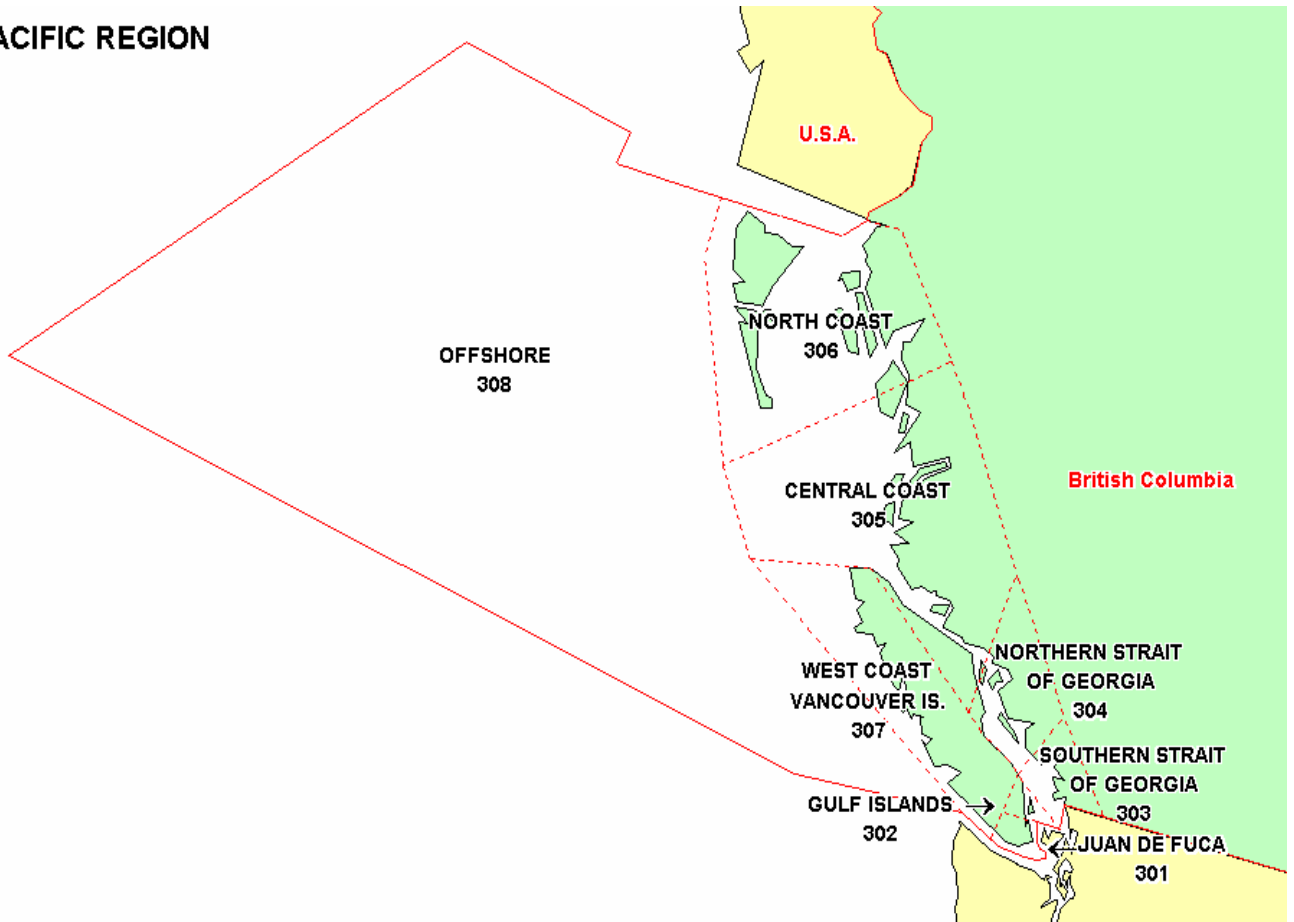 ACIFIC REGION
U.S.A.
NORTH COAST
306
OFFSHORE
308
CENTRAL COAST
305
British Columbia
NORTHERN STRAIT
OF GEORGIA
304
WEST COAST
VANCOUVER IS.
307
SOUTHERN STRAIT
OF GEORGIA
303
GULF ISLANDS
302
JUAN DE FUCA
301